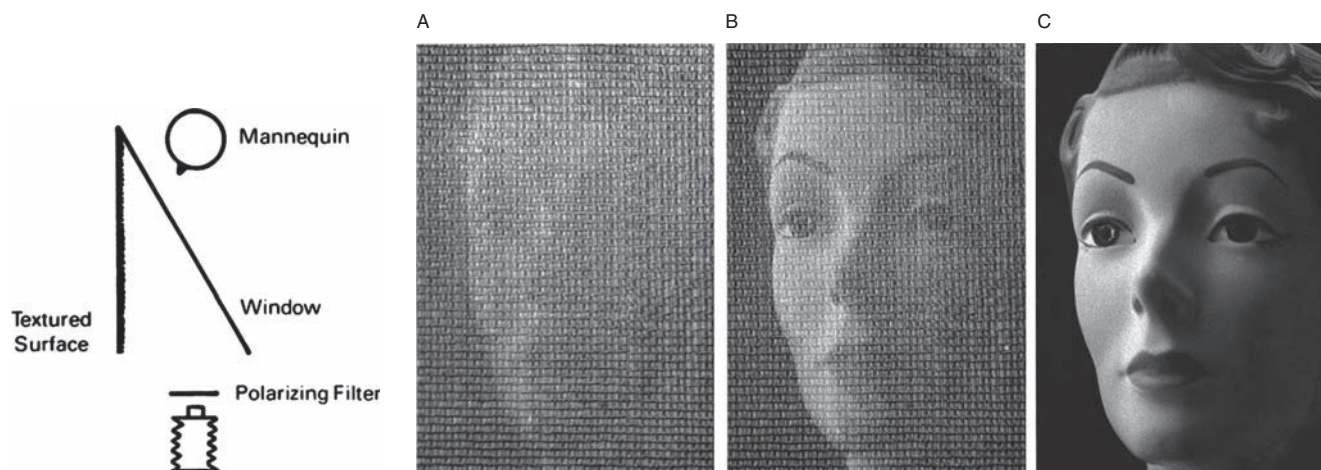 A
B
C
Mannequin
Window
Textured
Surface
Polarizing Filter